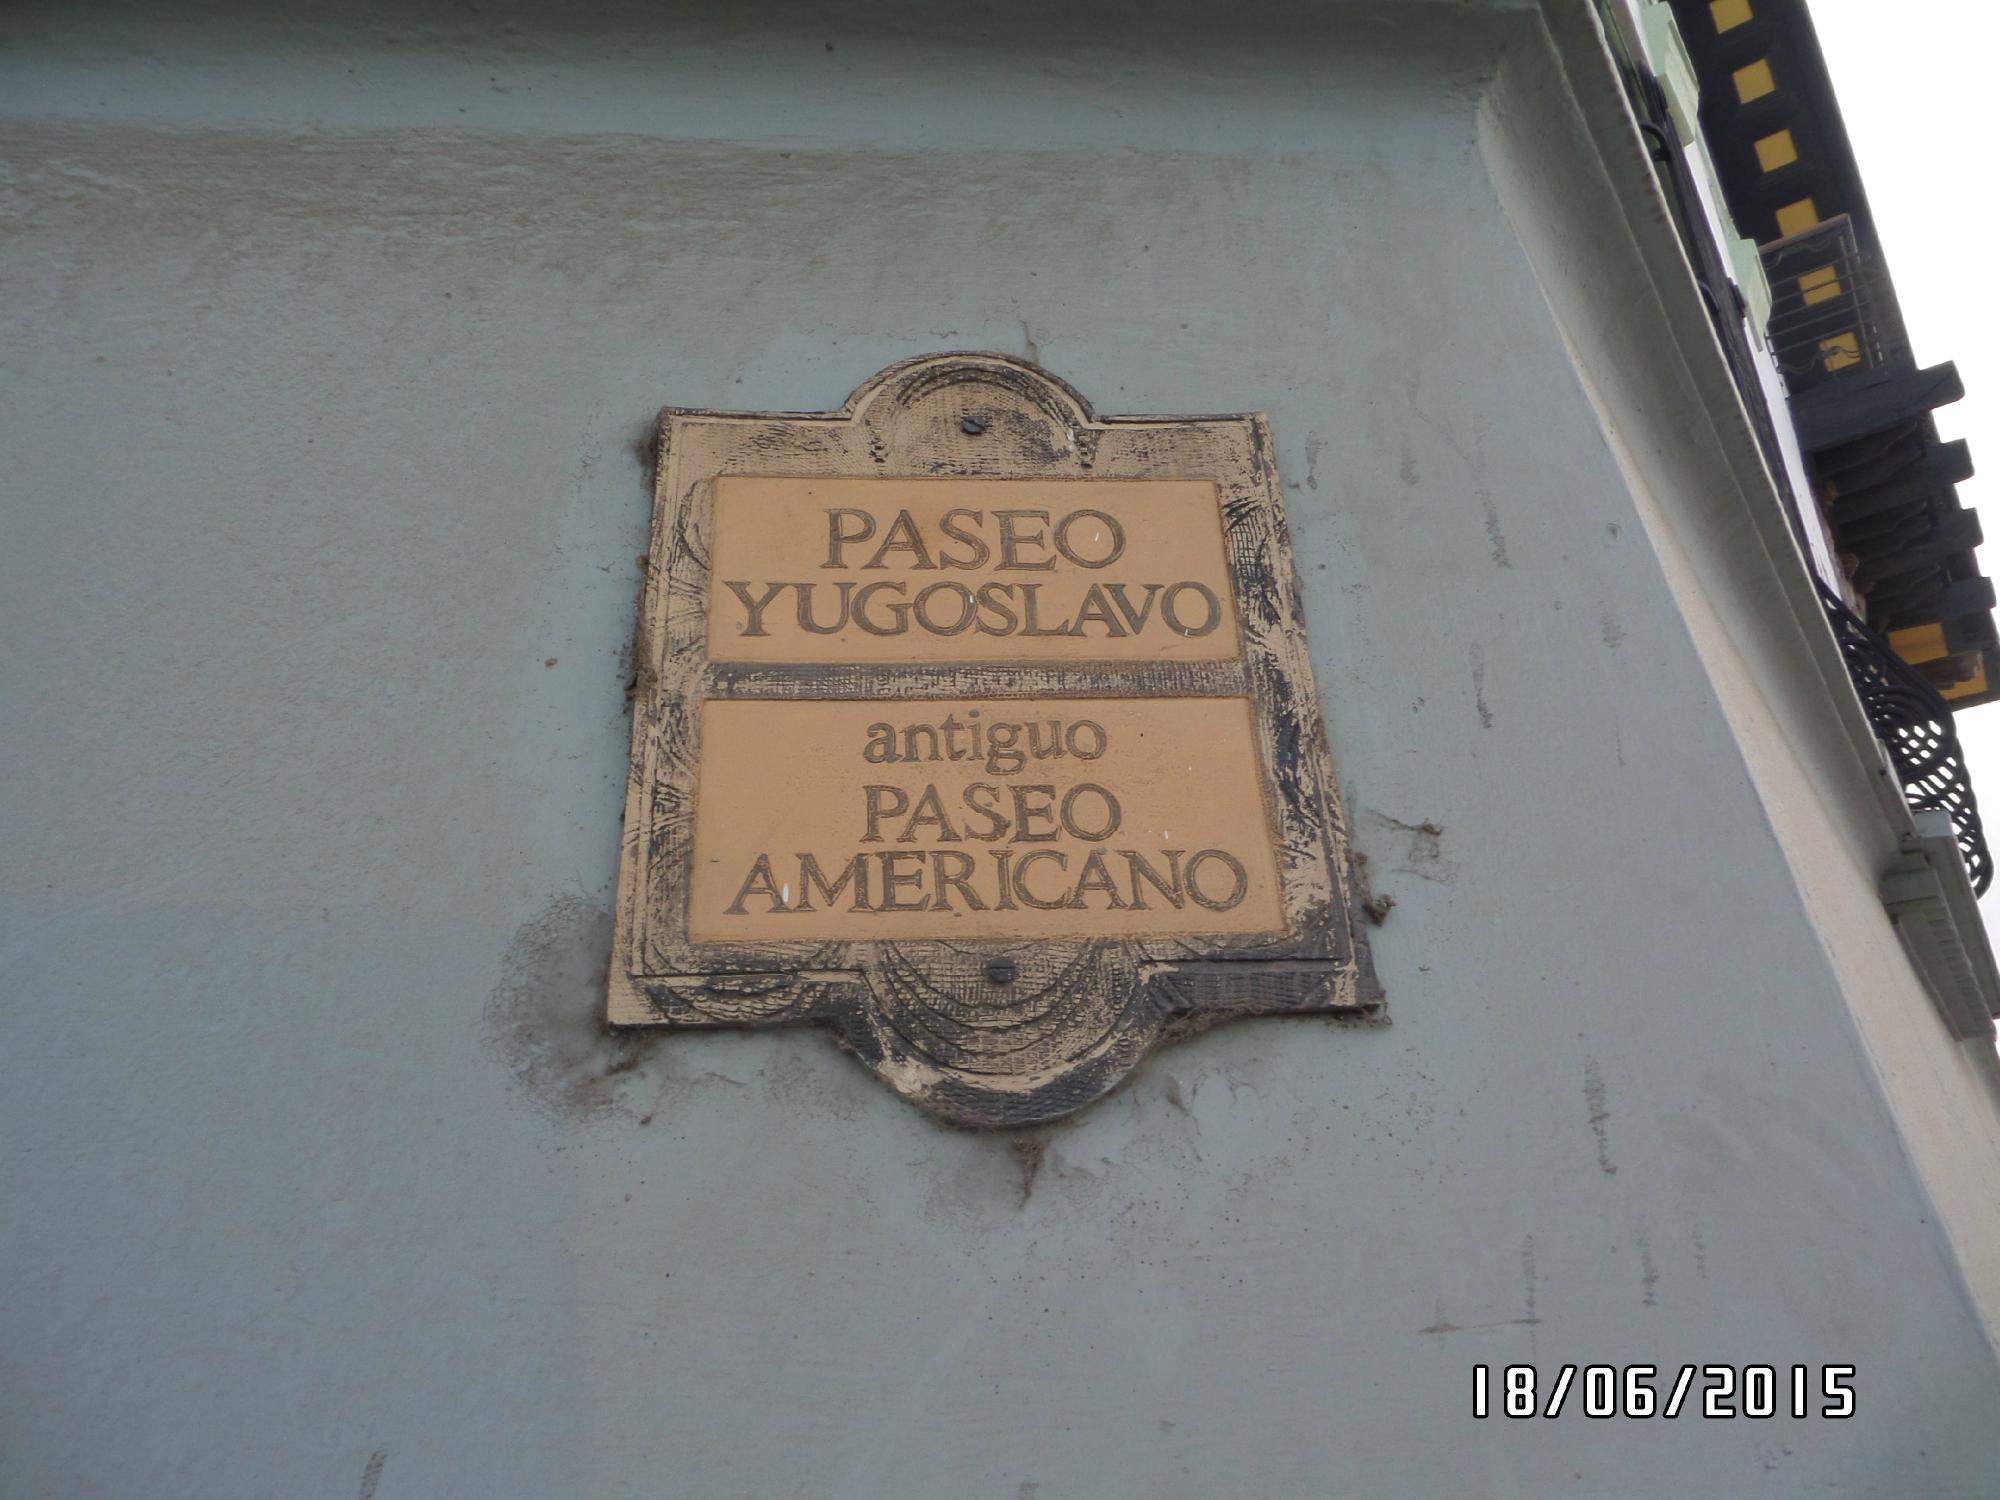 PASEO
YUGOSLAVO
antiguo
PASEO
AMERICANO
18/06/2015